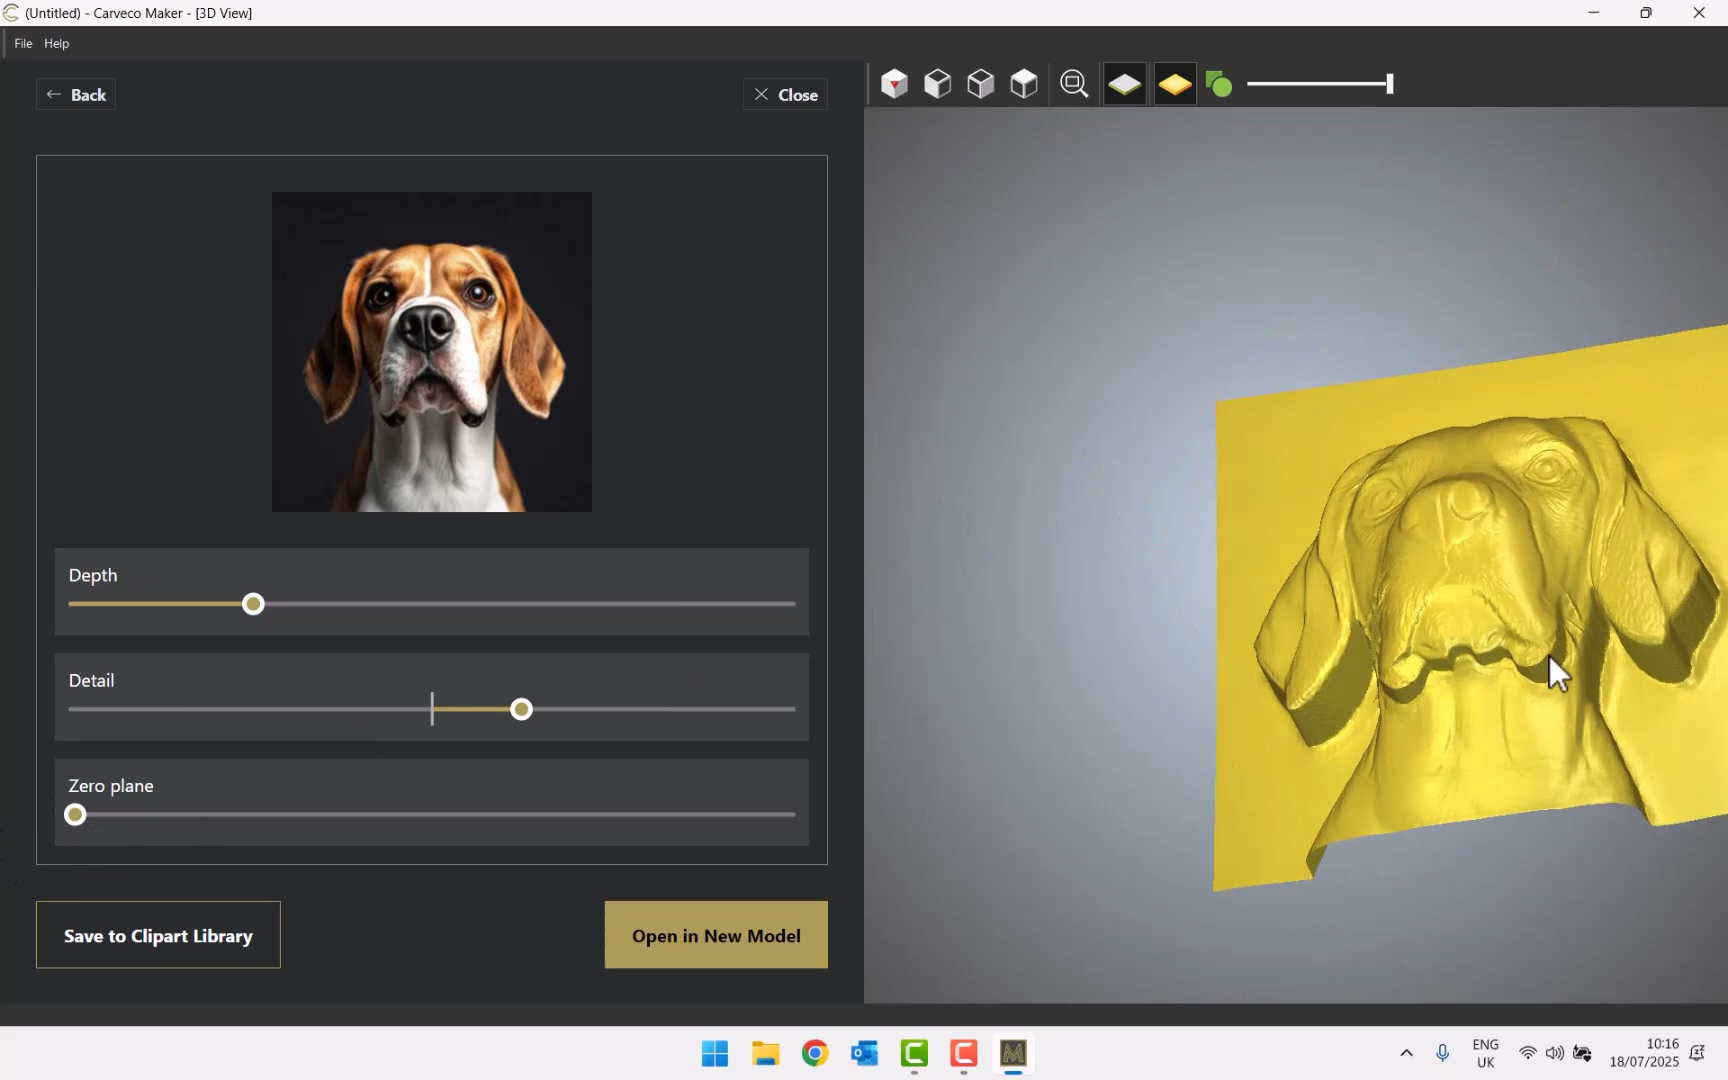 (Untitled) - Carveco Maker - [3D View]
File Help
← Back
× Close
Depth
Detail
Zero plane
Save to Clipart Library
Open in New Model
ENG
UK
10:16
18/07/2025